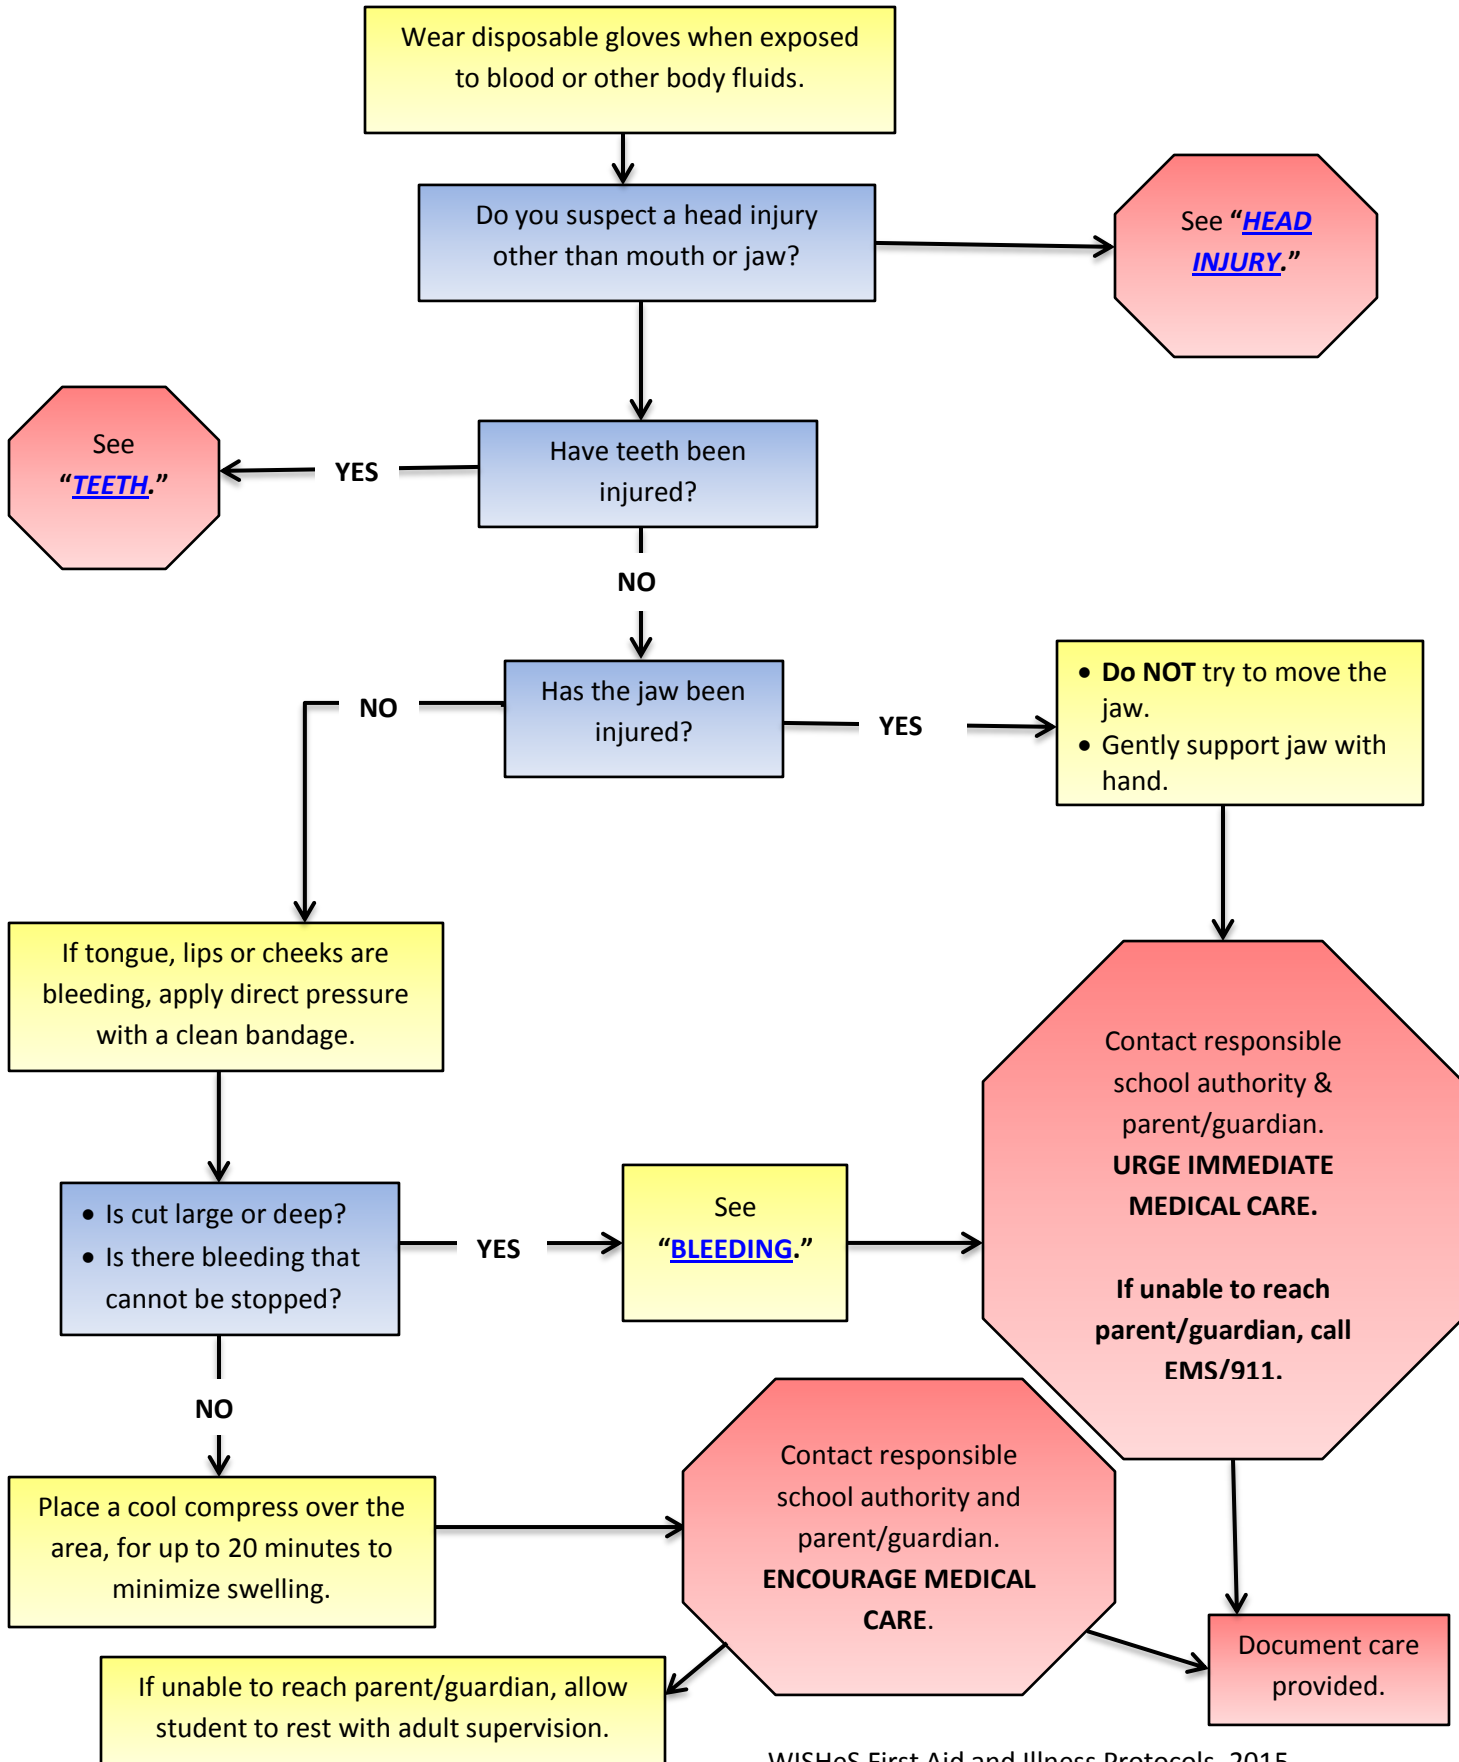 Wear disposable gloves when exposed
to blood or other body fluids.
Do you suspect a head injury
other than mouth or jaw?
See “HEAD
INJURY.”
See
“TEETH.”
YES
Have teeth been
injured?
NO
Has the jaw been
injured?
NO
YES
• Do NOT try to move the
jaw.
• Gently support jaw with
hand.
If tongue, lips or cheeks are
bleeding, apply direct pressure
with a clean bandage.
Contact responsible
school authority &
parent/guardian.
URGE IMMEDIATE
MEDICAL CARE.
If unable to reach
parent/guardian, call
EMS/911.
• Is cut large or deep?
• Is there bleeding that
cannot be stopped?
YES
See
“BLEEDING.”
NO
Place a cool compress over the
area, for up to 20 minutes to
minimize swelling.
Contact responsible
school authority and
parent/guardian.
ENCOURAGE MEDICAL
CARE.
Document care
provided.
If unable to reach parent/guardian, allow
student to rest with adult supervision.
WISHeS First Aid and Illness Protocols, 2015